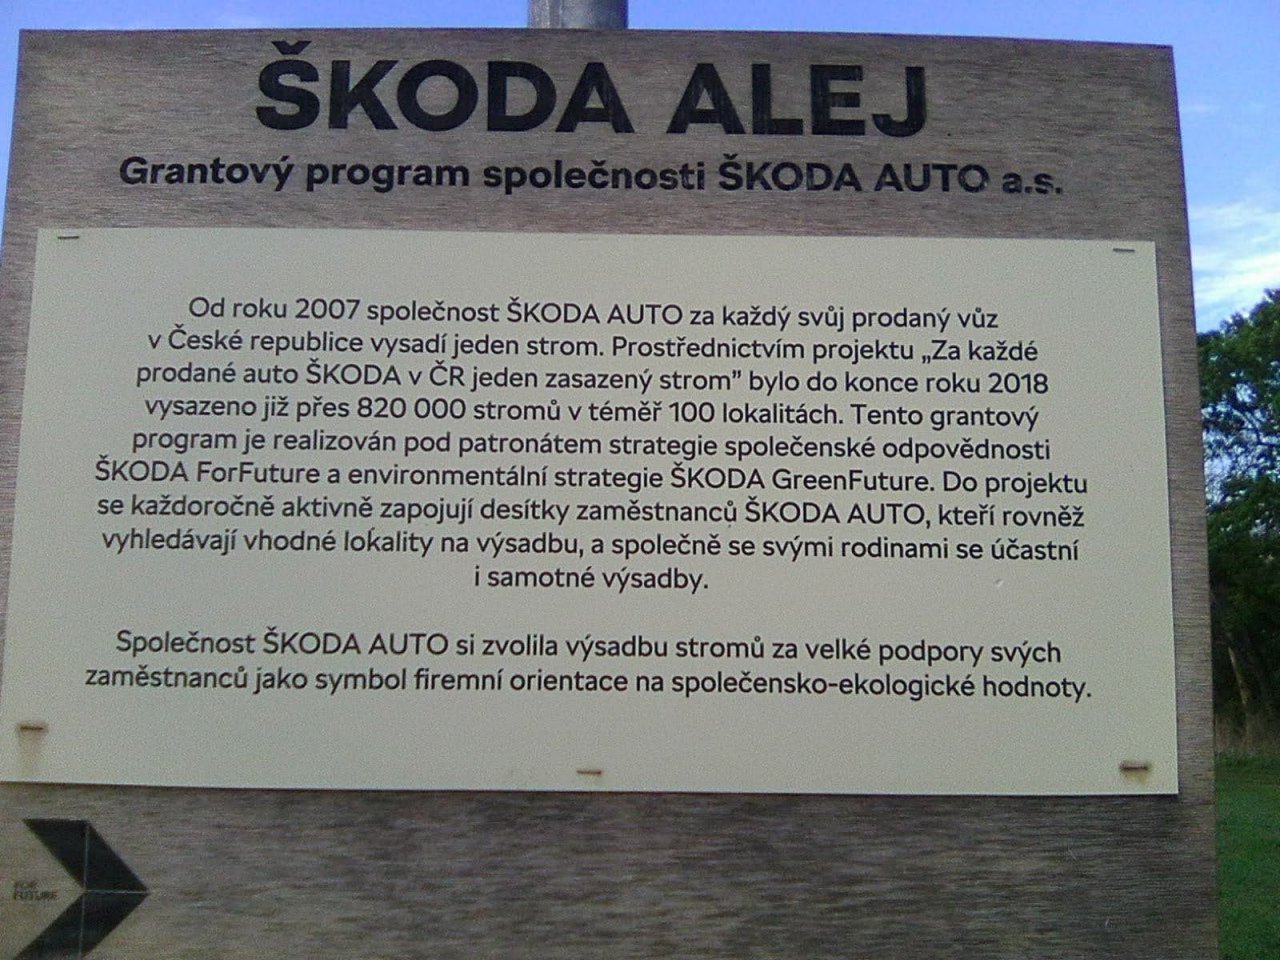 ŠKODA ALEJ
Grantový program společnosti ŠKODA AUTO a.s.
Od roku 2007 společnost ŠKODA AUTO za každý svůj prodaný vůz
v České republice vysadí jeden strom. Prostřednictvím projektu „Za každé
prodané auto ŠKODA v ČR jeden zasazený strom” bylo do konce roku 2018
vysazeno již přes 820 000 stromů v téměř 100 lokalitách. Tento grantový
program je realizován pod patronátem strategie společenské odpovědnosti
ŠKODA ForFuture a environmentální strategie ŠKODA GreenFuture. Do projektu
se každoročně aktivně zapojují desítky zaměstnanců ŠKODA AUTO, kteří rovněž
vyhledávají vhodné lokality na výsadbu, a společně se svými rodinami se účastní
i samotné výsadby.
Společnost ŠKODA AUTO si zvolila výsadbu stromů za velké podpory svých
zaměstnanců jako symbol firemní orientace na společensko-ekologické hodnoty.
FOR
FUTURE